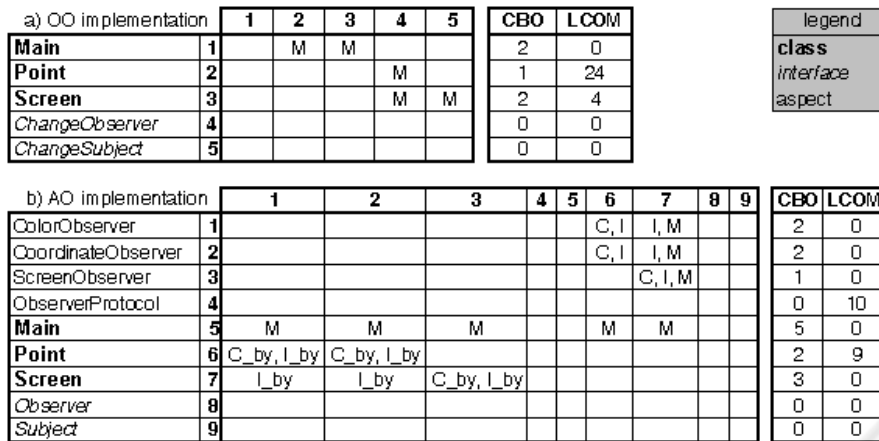 a) OO implementation 1 2 3 4 5 CBO LCOM legend
Main 1 M M 2 0 class
Point 2 M 1 24 interface
Screen 3 M M 2 4 aspect
ChangeObserver 4 0 0
ChangeSubject 5 0 0
b) AO implementation 1 2 3 4 5 6 7 8 9 CBO LCOM
ColorObserver 1 C, I I, M 2 0
CoordinateObserver 2 C, I I, M 2 0
ScreenObserver 3 C, I, M 1 0
ObserverProtocol 4 0 10
Main 5 M M M M M 5 0
Point 6 C_by, I_by C_by, I_by 2 9
Screen 7 I_by I_by C_by, I_by 3 0
Observer 8 0 0
Subject 9 0 0